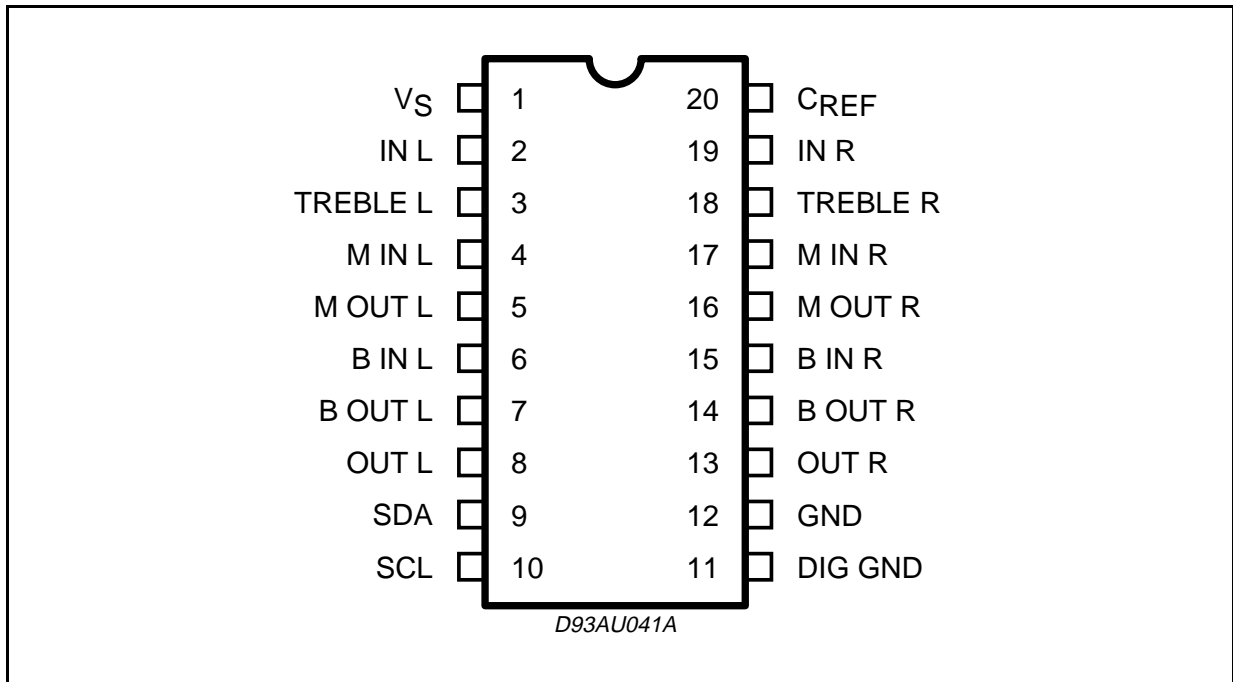 VS 1 20 CREF
IN L 2 19 IN R
TREBLE L 3 18 TREBLE R
M IN L 4 17 M IN R
M OUT L 5 16 M OUT R
B IN L 6 15 B IN R
B OUT L 7 14 B OUT R
OUT L 8 13 OUT R
SDA 9 12 GND
SCL 10 11 DIG GND
D93AU041A